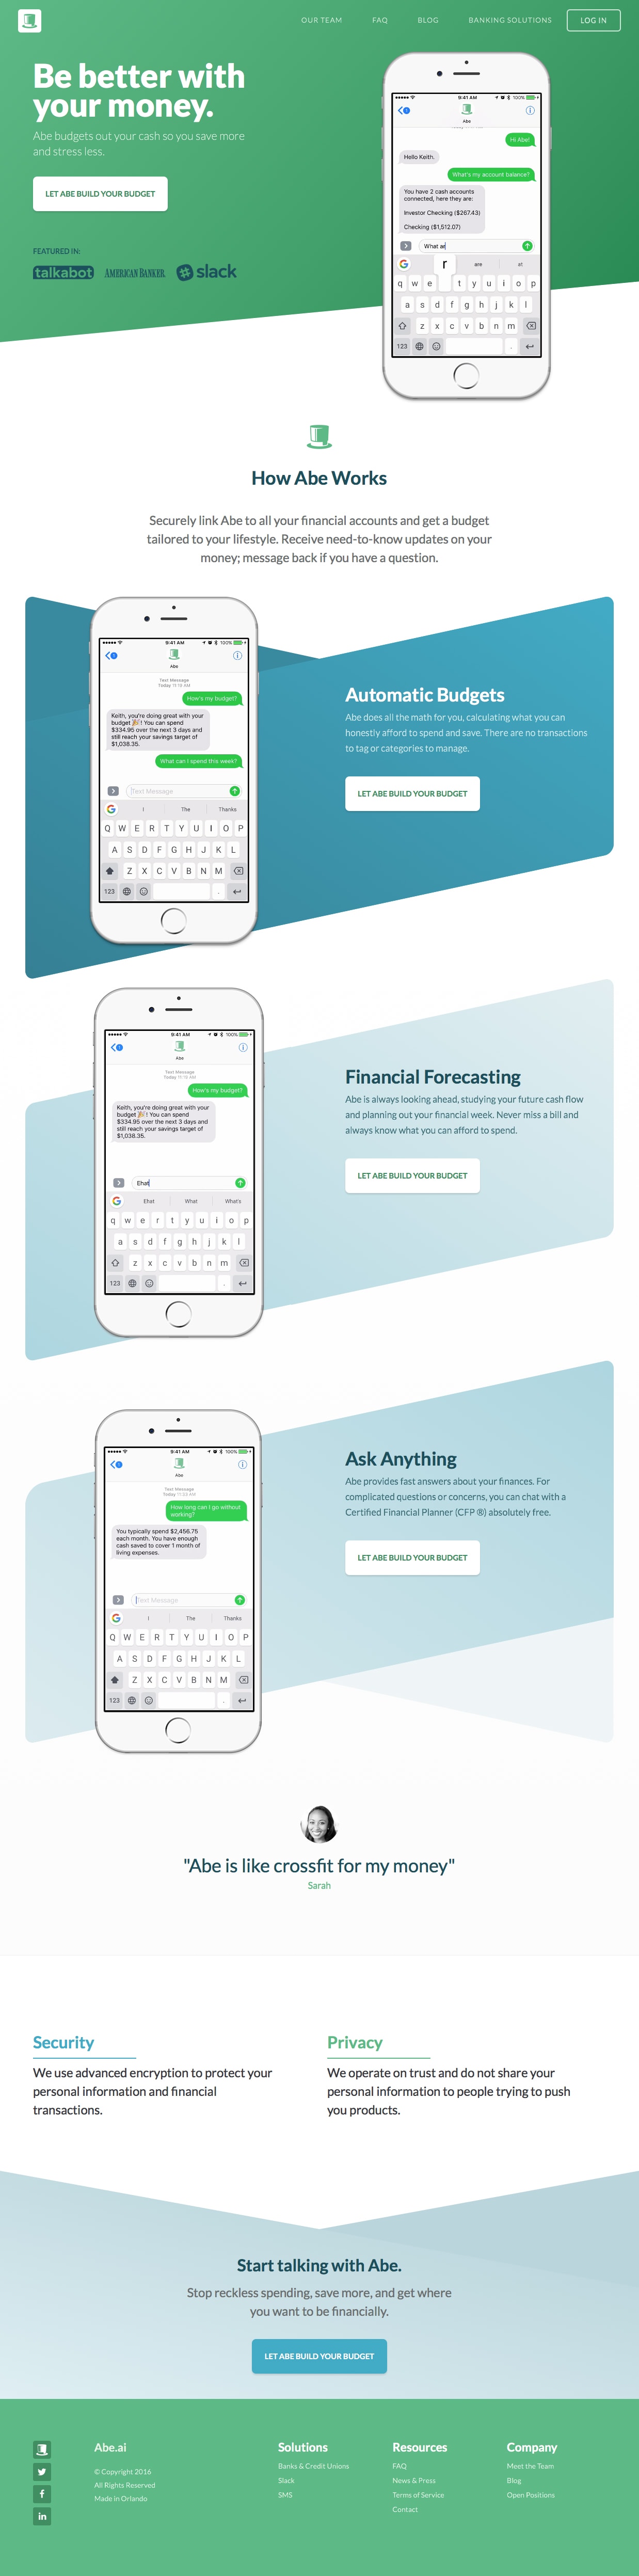 OUR TEAM FAQ BLOG BANKING SOLUTIONS LOG IN
Be better with
your money.
Abe budgets out your cash so you save more
and stress less.
LET ABE BUILD YOUR BUDGET
FEATURED IN:
talkabot AMERICAN BANKER slack
9:41 AM 100%
Abe
Hi Abe!
Hello Keith.
What's my account balance?
You have 2 cash accounts
connected, here they are:
Investor Checking ($267.43)
Checking ($1,512.07)
What ae
r are at
q w e t y u i o p
a s d f g h j k l
z x c v b n m
123 .
How Abe Works
Securely link Abe to all your financial accounts and get a budget
tailored to your lifestyle. Receive need-to-know updates on your
money; message back if you have a question.
9:41 AM 100%
Abe
Text Message
Today 11:19 AM
How's my budget?
Keith, you're doing great with your
budget 🎉! You can spend
$334.95 over the next 3 days and
still reach your savings target of
$1,038.35.
What can I spend this week?
Text Message
I The Thanks
Q W E R T Y U I O P
A S D F G H J K L
Z X C V B N M
123 .
Automatic Budgets
Abe does all the math for you, calculating what you can
honestly afford to spend and save. There are no transactions
to tag or categories to manage.
LET ABE BUILD YOUR BUDGET
9:41 AM 100%
Abe
Text Message
Today 11:19 AM
How's my budget?
Keith, you're doing great with your
budget 🎉! You can spend
$334.95 over the next 3 days and
still reach your savings target of
$1,038.35.
Ehat
Ehat What What's
q w e r t y u i o p
a s d f g h j k l
z x c v b n m
123 .
Financial Forecasting
Abe is always looking ahead, studying your future cash flow
and planning out your financial week. Never miss a bill and
always know what you can afford to spend.
LET ABE BUILD YOUR BUDGET
9:41 AM 100%
Abe
Text Message
How long can I go without
working?
You typically spend $2,456.75
each month. You have enough
cash saved to cover 1 month of
living expenses.
Text Message
I The Thanks
Q W E R T Y U I O P
A S D F G H J K L
Z X C V B N M
123 .
Ask Anything
Abe provides fast answers about your finances. For
complicated questions or concerns, you can chat with a
Certified Financial Planner (CFP ®) absolutely free.
LET ABE BUILD YOUR BUDGET
"Abe is like crossfit for my money"
Sarah
Security
We use advanced encryption to protect your
personal information and financial
transactions.
Privacy
We operate on trust and do not share your
personal information to people trying to push
you products.
Start talking with Abe.
Stop reckless spending, save more, and get where
you want to be financially.
LET ABE BUILD YOUR BUDGET
Abe.ai
© Copyright 2016
All Rights Reserved
Made in Orlando
Solutions
Banks & Credit Unions
Slack
SMS
Resources
FAQ
News & Press
Terms of Service
Contact
Company
Meet the Team
Blog
Open Positions